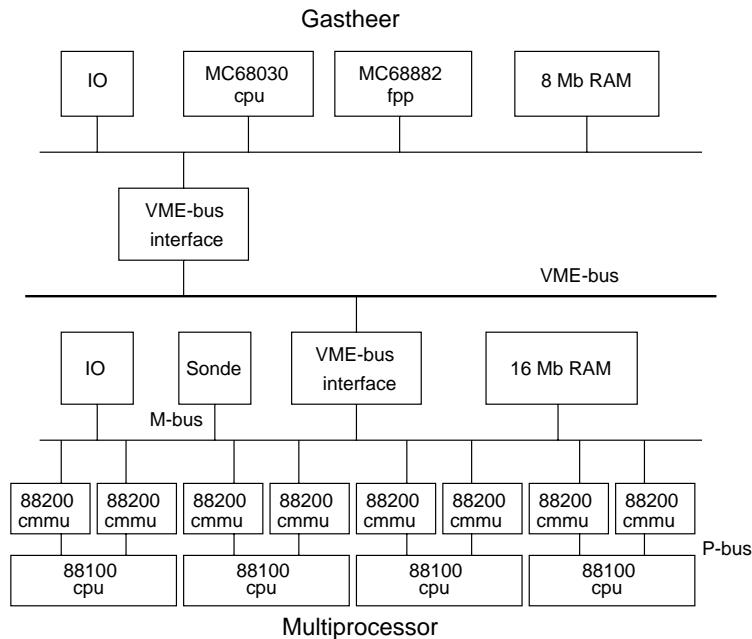 Gastheer
IO
MC68030
cpu
MC68882
fpp
8 Mb RAM
VME-bus
interface
VME-bus
IO
Sonde
VME-bus
interface
16 Mb RAM
M-bus
88200
cmmu
88200
cmmu
88200
cmmu
88200
cmmu
88200
cmmu
88200
cmmu
88200
cmmu
88200
cmmu
P-bus
88100
cpu
88100
cpu
88100
cpu
88100
cpu
Multiprocessor